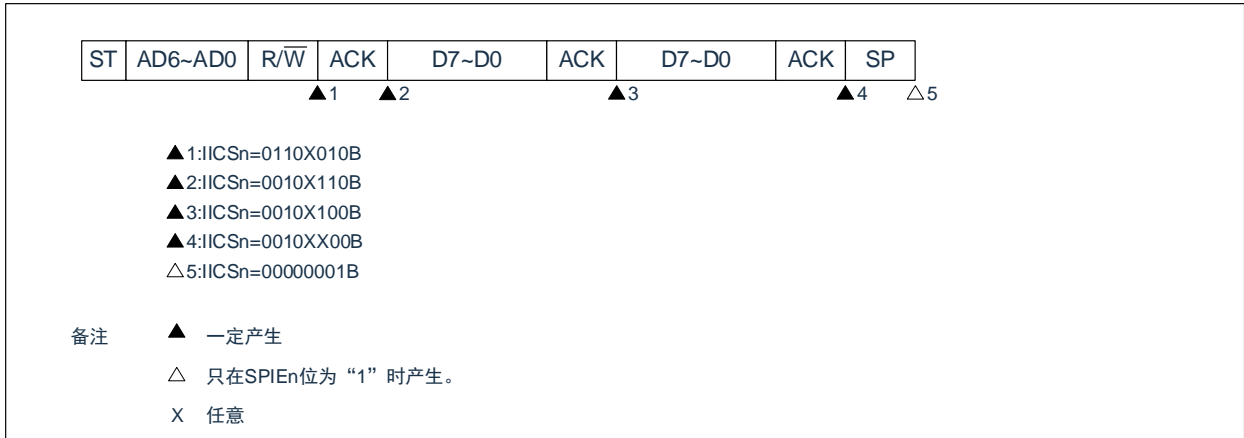 ST AD6~AD0 R/W̅ ACK D7~D0 ACK D7~D0 ACK SP
▲1 ▲2 ▲3 ▲4 △5
▲1:IICSn=0110X010B
▲2:IICSn=0010X110B
▲3:IICSn=0010X100B
▲4:IICSn=0010XX00B
△5:IICSn=00000001B
备注 ▲ 一定产生
△ 只在SPIEn位为“1”时产生。
X 任意